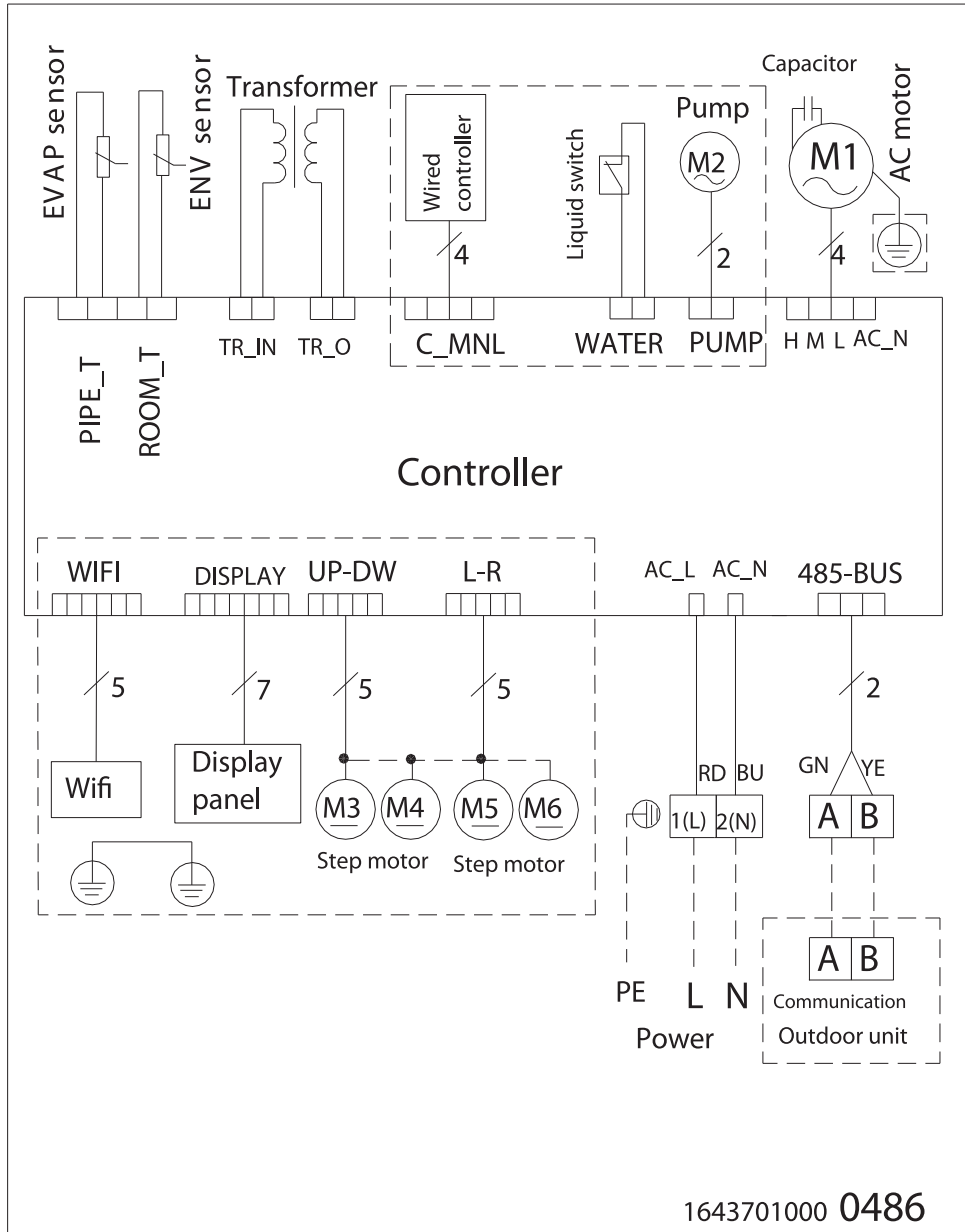 EVAP sensor
ENV sensor
Transformer
Wired
controller
4
Liquid switch
Pump
M2
2
Capacitor
M1
AC motor
4
PIPE_T
ROOM_T
TR_IN
TR_O
C_MNL
WATER
PUMP
H M L AC_N
Controller
WIFI
DISPLAY
UP-DW
L-R
AC_L
AC_N
485-BUS
5
7
5
5
2
Wifi
Display
panel
M3
M4
M5
M6
Step motor
Step motor
RD
BU
1(L)
2(N)
GN
YE
A
B
PE
L
N
Power
A
B
Communication
Outdoor unit
1643701000 0486